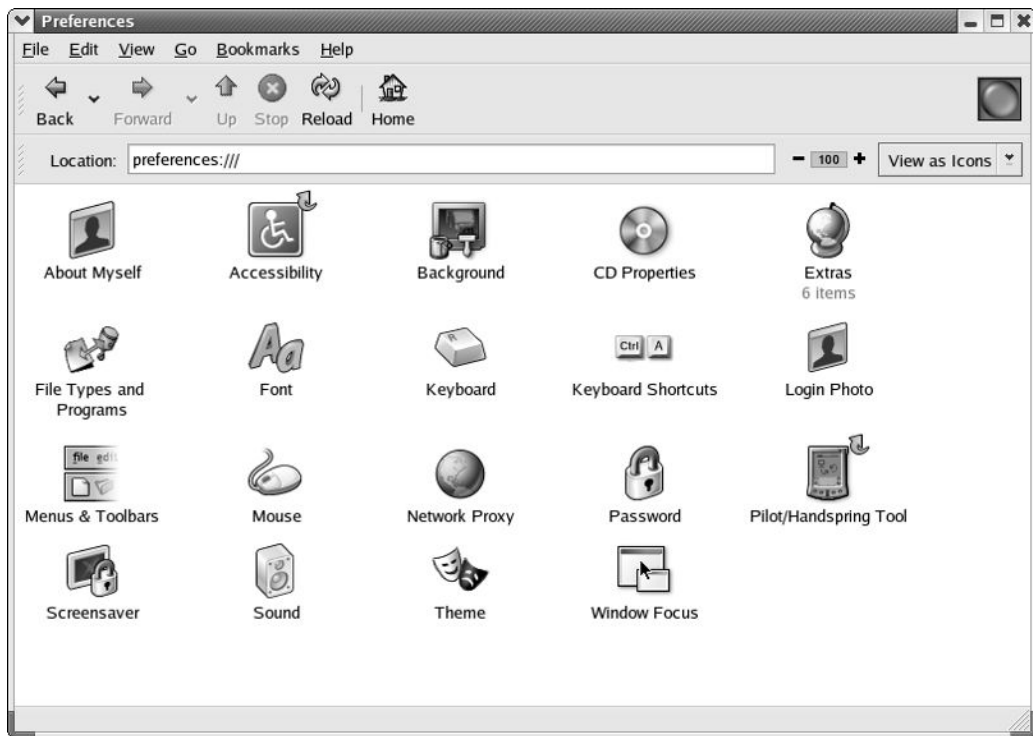 Preferences
File Edit View Go Bookmarks Help
Back Forward Up Stop Reload Home
Location: preferences:/// 100 View as Icons
About Myself Accessibility Background CD Properties Extras
6 items
R Ctrl A
File Types and Programs Font Keyboard Keyboard Shortcuts Login Photo
file edit
Menus & Toolbars Mouse Network Proxy Password Pilot/Handspring Tool
Screensaver Sound Theme Window Focus